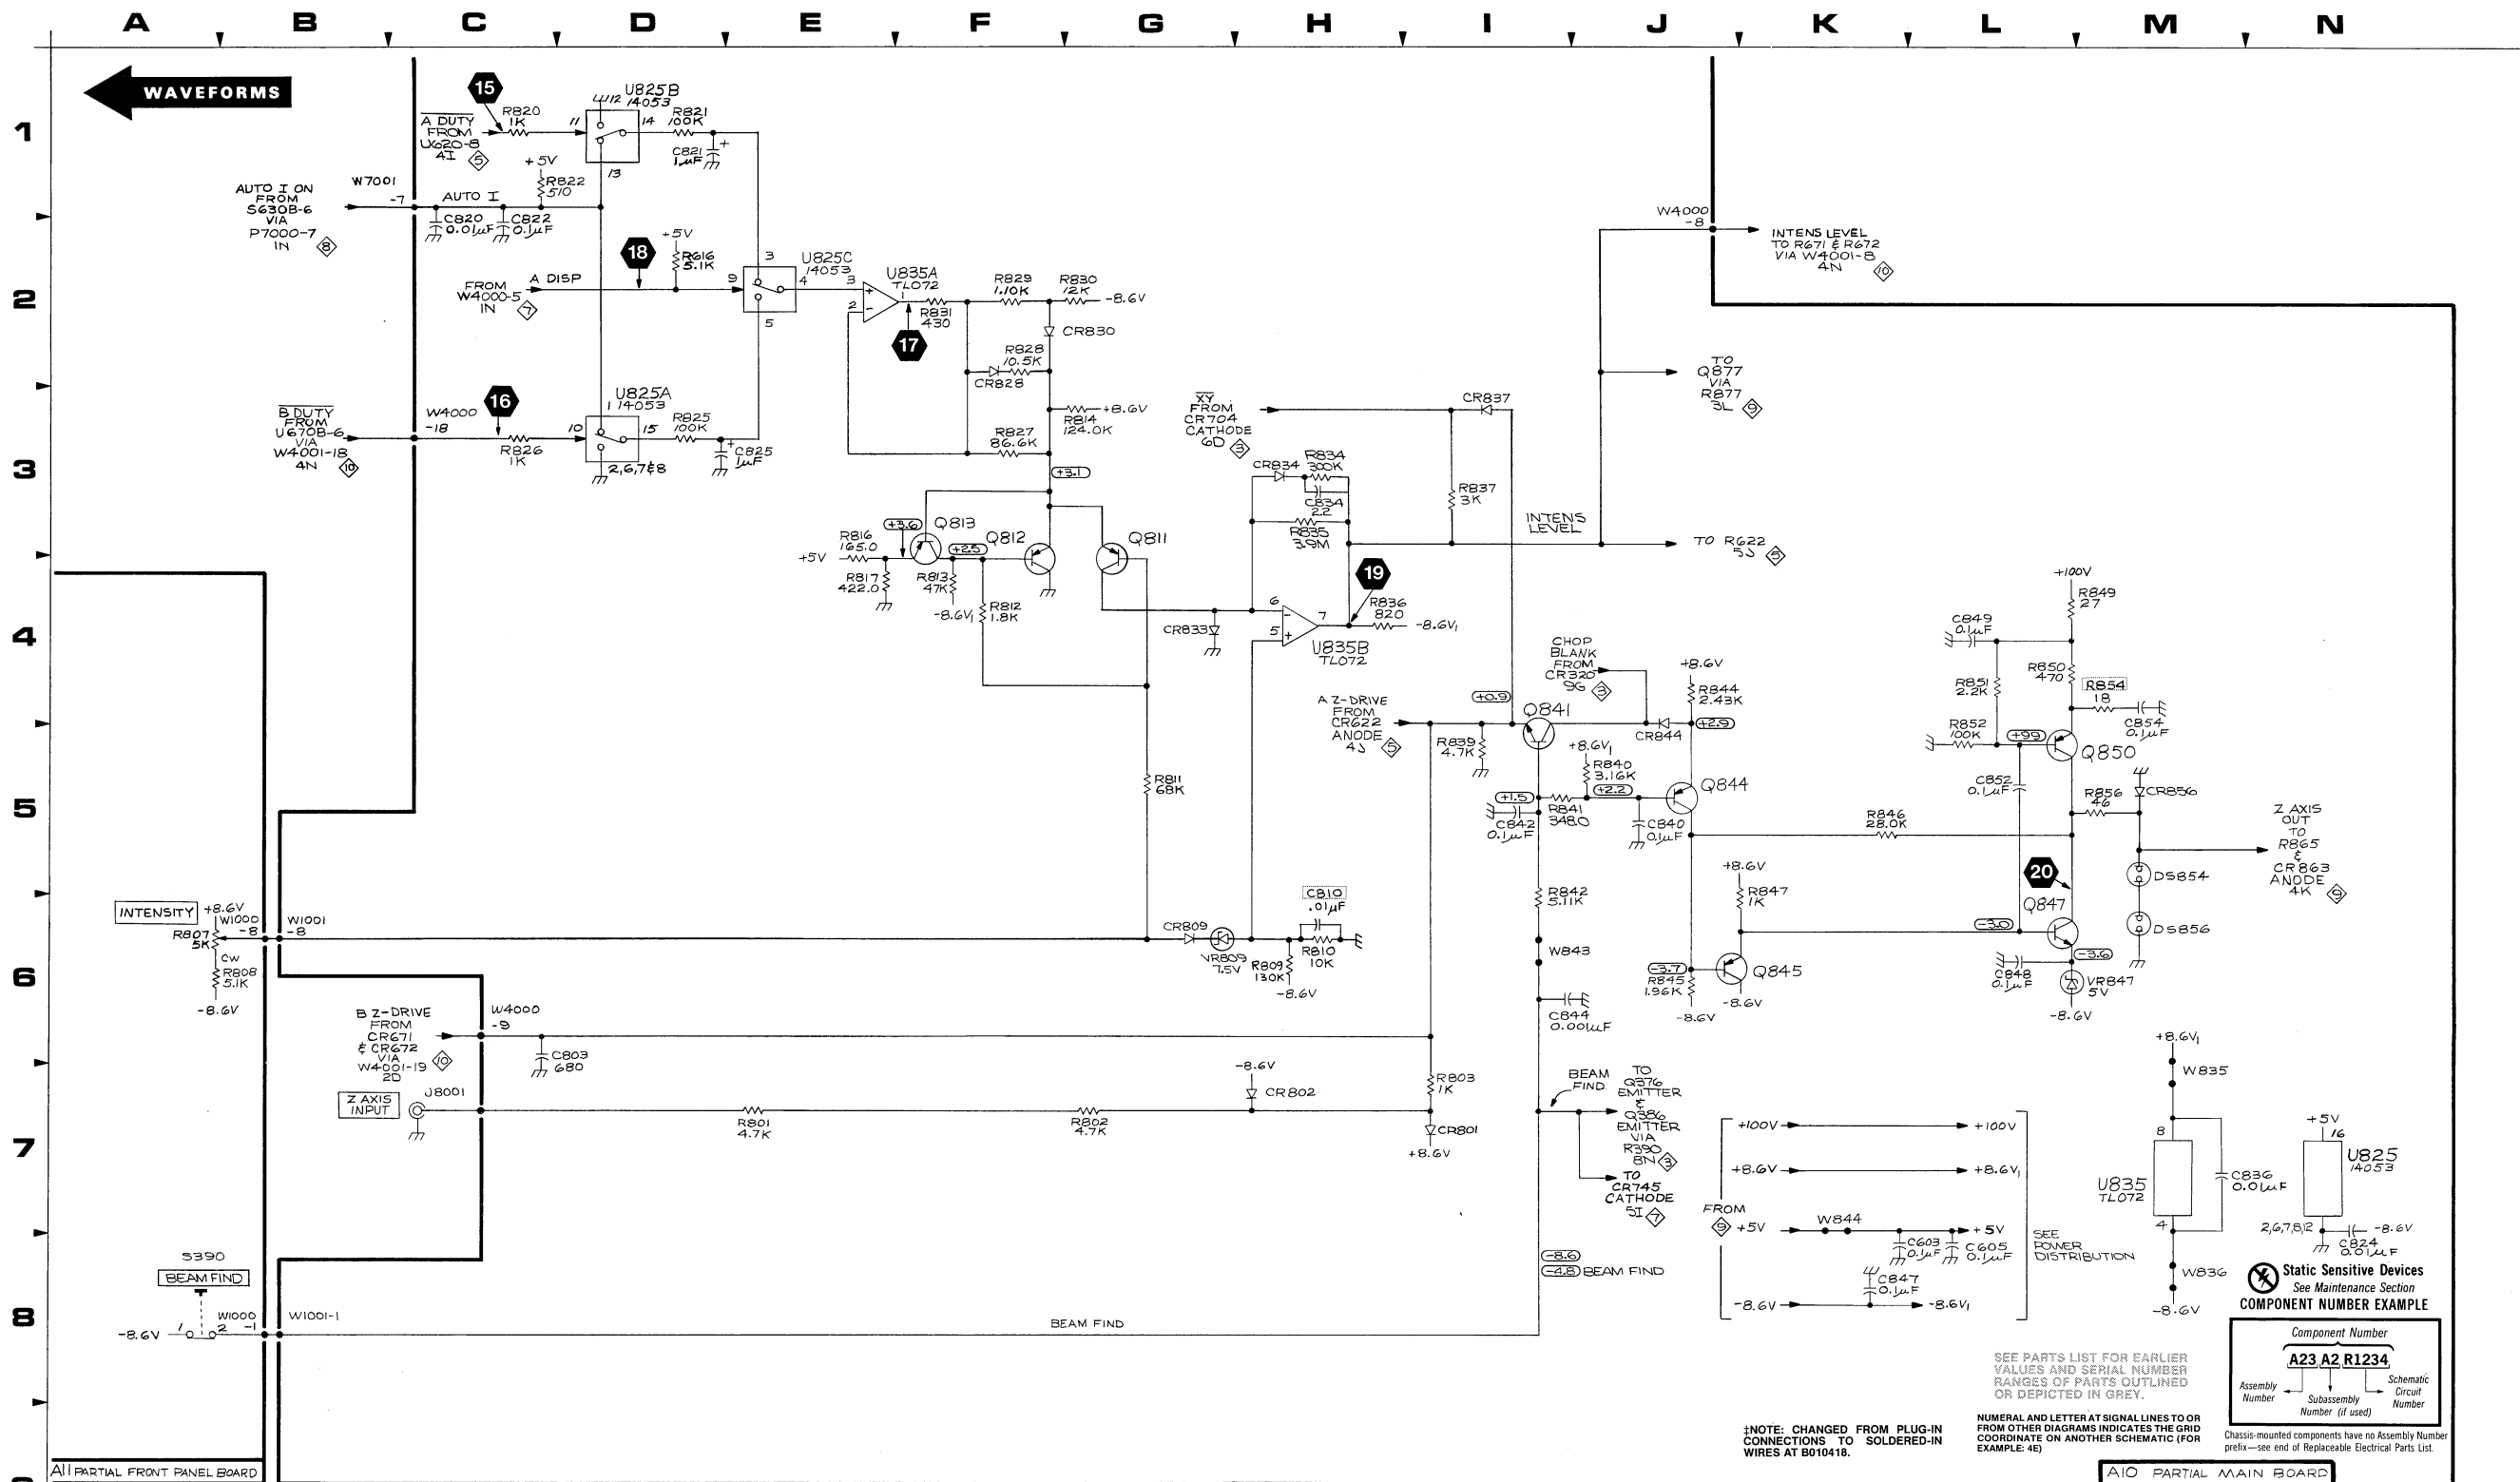 A B C D E F G H I J K L M N
1
2
3
4
5
6
7
8
WAVEFORMS
15
A DUTY
FROM
U620-8
4I
5
R820
1K
11
12
U825B
14053
14
13
R821
100K
C821
1µF
+
AUTO I ON
FROM
S630B-6
VIA
P7000-7
1N
8
W7001
-7
AUTO I
+5V
R822
510
C820
0.01µF
C822
0.1µF
18
+5V
R616
5.1K
FROM
W4000-5
1N
7
A DISP
9
3
U825C
14053
4
5
U835A
TL072
3
2
1
17
R831
430
R829
1.10K
R830
12K
-8.6V
CR830
R828
10.5K
CR828
R814
124.0K
+8.6V
R827
86.6K
+3.1
B DUTY
FROM
U670B-6
VIA
W4001-18
4N
10
W4000
-18
16
R826
1K
10
1
U825A
14053
15
2,6,7&8
R825
100K
+
C825
1µF
W4000
-8
INTENS LEVEL
TO R671 & R672
VIA W4001-8
4N
10
TO
Q877
VIA
R877
3L
9
XY
FROM
CR704
CATHODE
6D
3
CR837
R837
3K
CR834
R834
300K
C834
22
R835
3.9M
INTENS
LEVEL
TO R622
5J
5
+5V
R816
165.0
+3.6
Q813
+2.5
Q812
Q811
R817
422.0
R813
47K
-8.6V1
R812
1.8K
CR833
6
5
7
U835B
TL072
19
R836
820
-8.6V1
CHOP
BLANK
FROM
CR320
9G
3
+8.6V
R844
2.43K
+2.9
CR844
A Z-DRIVE
FROM
CR622
ANODE
4J
5
+0.9
Q841
R839
4.7K
+8.6V1
R840
3.16K
+2.2
+1.5
R841
348.0
C842
0.1µF
C840
0.1µF
Q844
+100V
R849
27
C849
0.1µF
R851
2.2K
R850
470
R854
18
C854
0.1µF
R852
100K
+99
Q850
C852
0.1µF
R856
46
CR856
R846
28.0K
Z AXIS
OUT
TO
R865
&
CR863
ANODE
4K
9
R811
68K
INTENSITY
+8.6V
W1000
-8
W1001
-8
R807
5K
CW
R808
5.1K
-8.6V
CR809
VR809
7.5V
C810
.01µF
R810
10K
R809
130K
-8.6V
R842
5.11K
W843
C844
0.001µF
+8.6V
R847
1K
-3.7
R845
1.96K
-8.6V
Q845
-8.6V
20
Q847
-3.0
-3.6
C848
0.1µF
VR847
5V
-8.6V
DS854
DS856
B Z-DRIVE
FROM
CR671
& CR672
VIA
W4001-19
2D
10
W4000
-9
C803
680
Z AXIS
INPUT
J8001
R801
4.7K
R802
4.7K
-8.6V
CR802
R803
1K
CR801
+8.6V
BEAM
FIND
TO
Q376
EMITTER
&
Q386
EMITTER
VIA
R390
8N
3
TO
CR745
CATHODE
5I
7
-8.6
-4.8 BEAM FIND
FROM
9
+100V +100V
+8.6V +8.6V1
+5V W844 +5V
C603
0.1µF
C605
0.1µF
C847
0.1µF
-8.6V -8.6V1
SEE
POWER
DISTRIBUTION
+8.6V1
W835
8
U835
TL072
4
C836
0.01µF
W836
-8.6V
+5V
16
U825
14053
2,6,7,8,12
-8.6V
C824
0.01µF
S390
BEAM FIND
-8.6V
1
2
W1000
-1
W1001-1
BEAM FIND
Static Sensitive Devices
See Maintenance Section
COMPONENT NUMBER EXAMPLE
Component Number
A23 A2 R1234
Assembly
Number
Subassembly
Number (if used)
Schematic
Circuit
Number
Chassis-mounted components have no Assembly Number
prefix—see end of Replaceable Electrical Parts List.
SEE PARTS LIST FOR EARLIER
VALUES AND SERIAL NUMBER
RANGES OF PARTS OUTLINED
OR DEPICTED IN GREY.
‡NOTE: CHANGED FROM PLUG-IN
CONNECTIONS TO SOLDERED-IN
WIRES AT B010418.
NUMERAL AND LETTER AT SIGNAL LINES TO OR
FROM OTHER DIAGRAMS INDICATES THE GRID
COORDINATE ON ANOTHER SCHEMATIC (FOR
EXAMPLE: 4E)
A11 PARTIAL FRONT PANEL BOARD
A10 PARTIAL MAIN BOARD